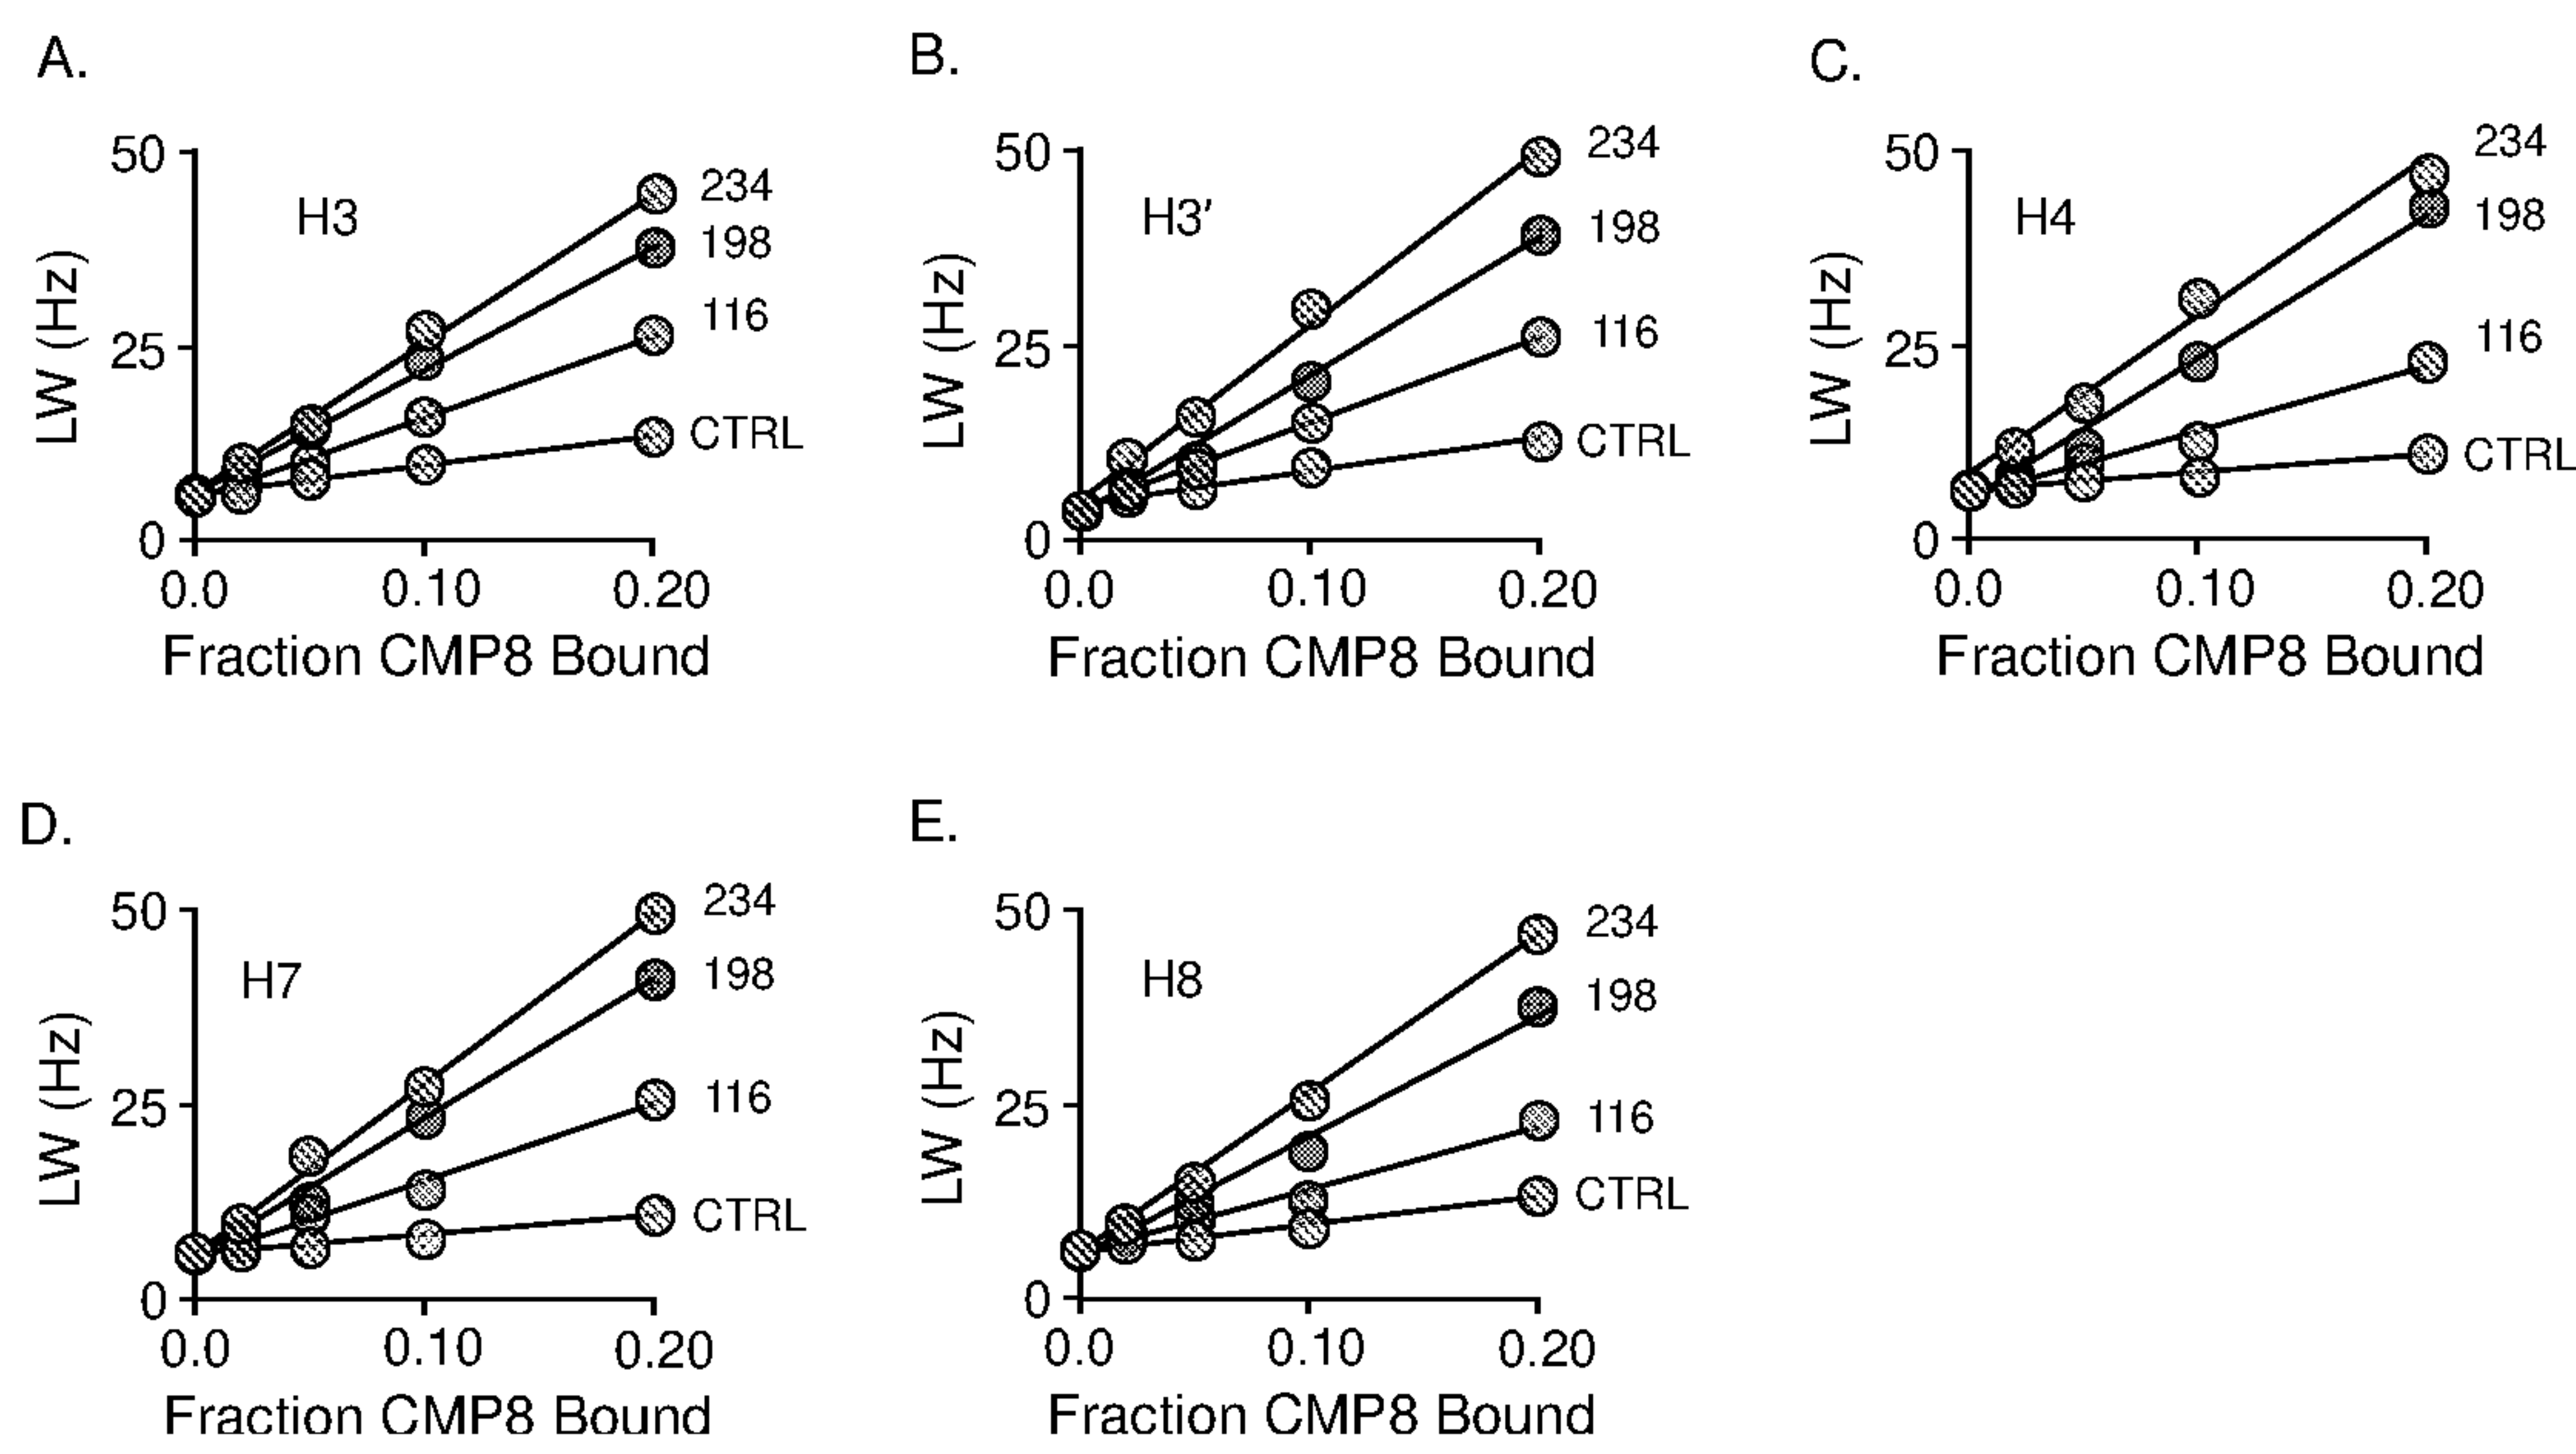 A.
50
25
0
LW (Hz)
H3
234
198
116
CTRL
0.0 0.10 0.20
Fraction CMP8 Bound
B.
50
25
0
LW (Hz)
H3′
234
198
116
CTRL
0.0 0.10 0.20
Fraction CMP8 Bound
C.
50
25
0
LW (Hz)
H4
234
198
116
CTRL
0.0 0.10 0.20
Fraction CMP8 Bound
D.
50
25
0
LW (Hz)
H7
234
198
116
CTRL
0.0 0.10 0.20
Fraction CMP8 Bound
E.
50
25
0
LW (Hz)
H8
234
198
116
CTRL
0.0 0.10 0.20
Fraction CMP8 Bound